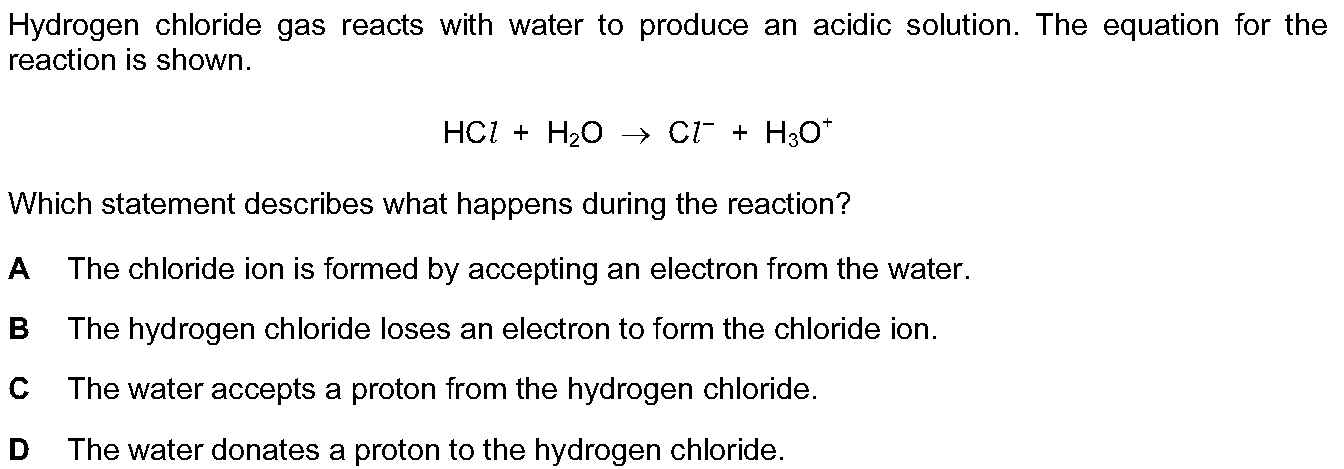 Hydrogen chloride gas reacts with water to produce an acidic solution. The equation for the
reaction is shown.
HCl + H₂O → Cl⁻ + H₃O⁺
Which statement describes what happens during the reaction?
A The chloride ion is formed by accepting an electron from the water.
B The hydrogen chloride loses an electron to form the chloride ion.
C The water accepts a proton from the hydrogen chloride.
D The water donates a proton to the hydrogen chloride.